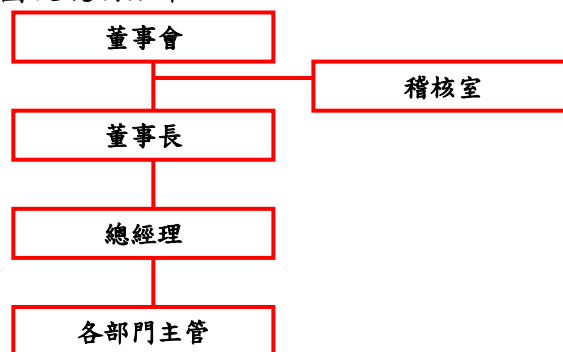 董事會
稽核室
董事長
總經理
各部門主管